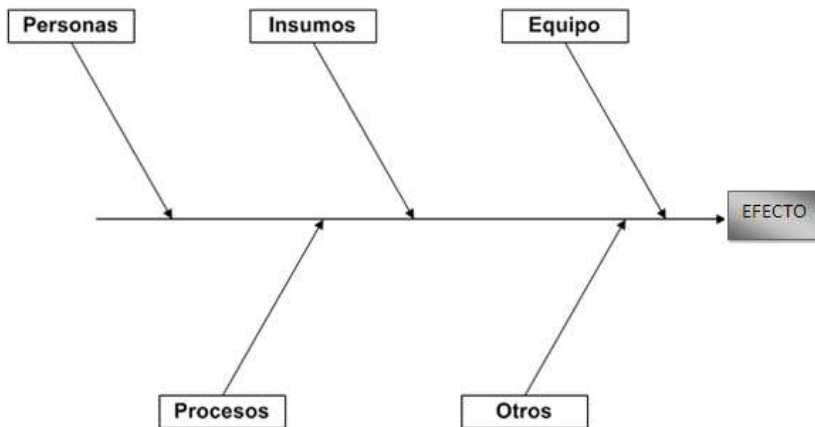 Personas
Insumos
Equipo
EFECTO
Procesos
Otros